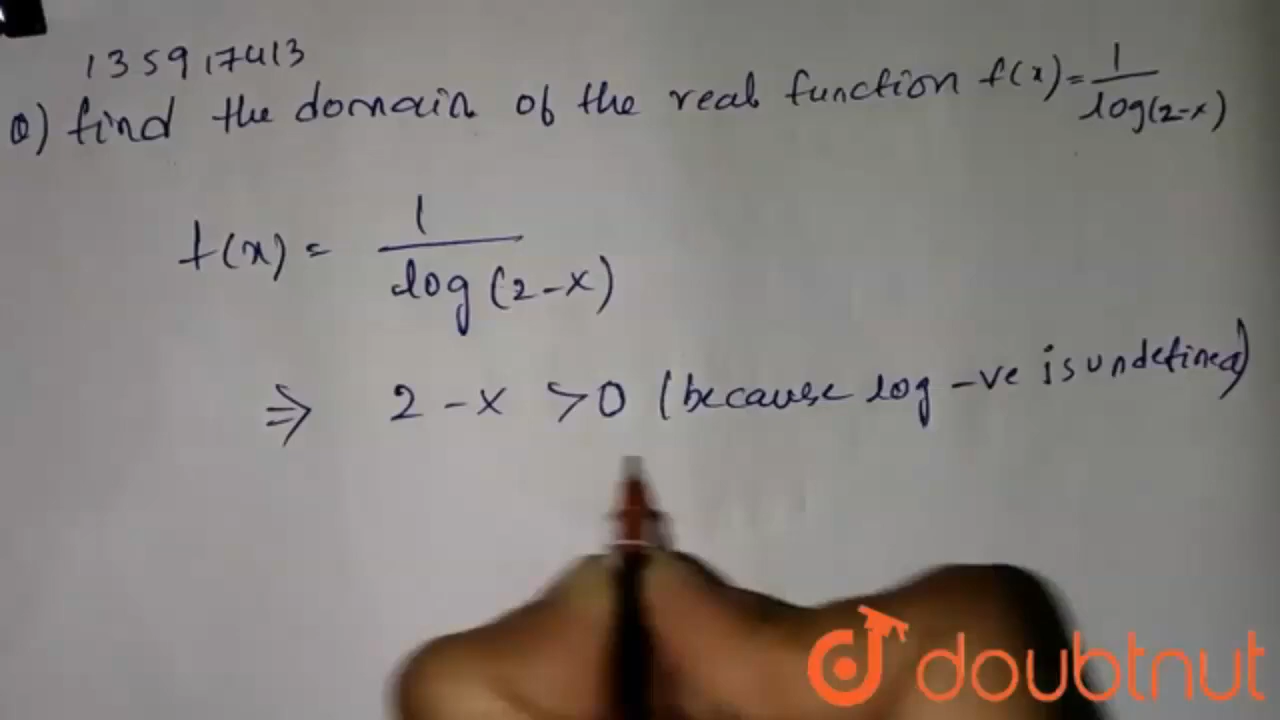 135917413
Q) find the domain of the real function f(x)=1/log(2-x)
f(x) = 1/log(2-x)
⇒ 2-x >0 (because log -ve is undefined)
doubtnut